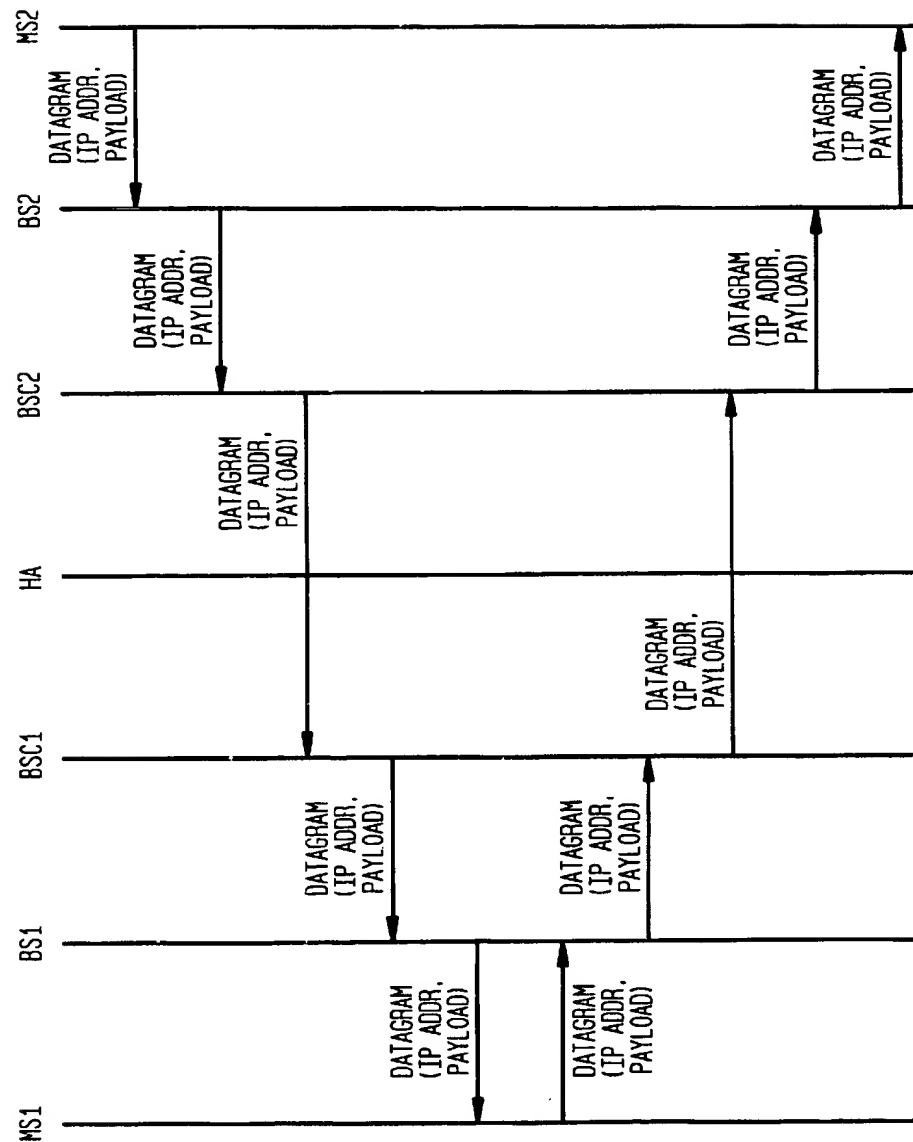 MS1
BS1
BSC1
HA
BSC2
BS2
MS2
DATAGRAM
(IP ADDR,
PAYLOAD)
DATAGRAM
(IP ADDR,
PAYLOAD)
DATAGRAM
(IP ADDR,
PAYLOAD)
DATAGRAM
(IP ADDR,
PAYLOAD)
DATAGRAM
(IP ADDR,
PAYLOAD)
DATAGRAM
(IP ADDR,
PAYLOAD)
DATAGRAM
(IP ADDR,
PAYLOAD)
DATAGRAM
(IP ADDR,
PAYLOAD)
DATAGRAM
(IP ADDR,
PAYLOAD)
DATAGRAM
(IP ADDR,
PAYLOAD)